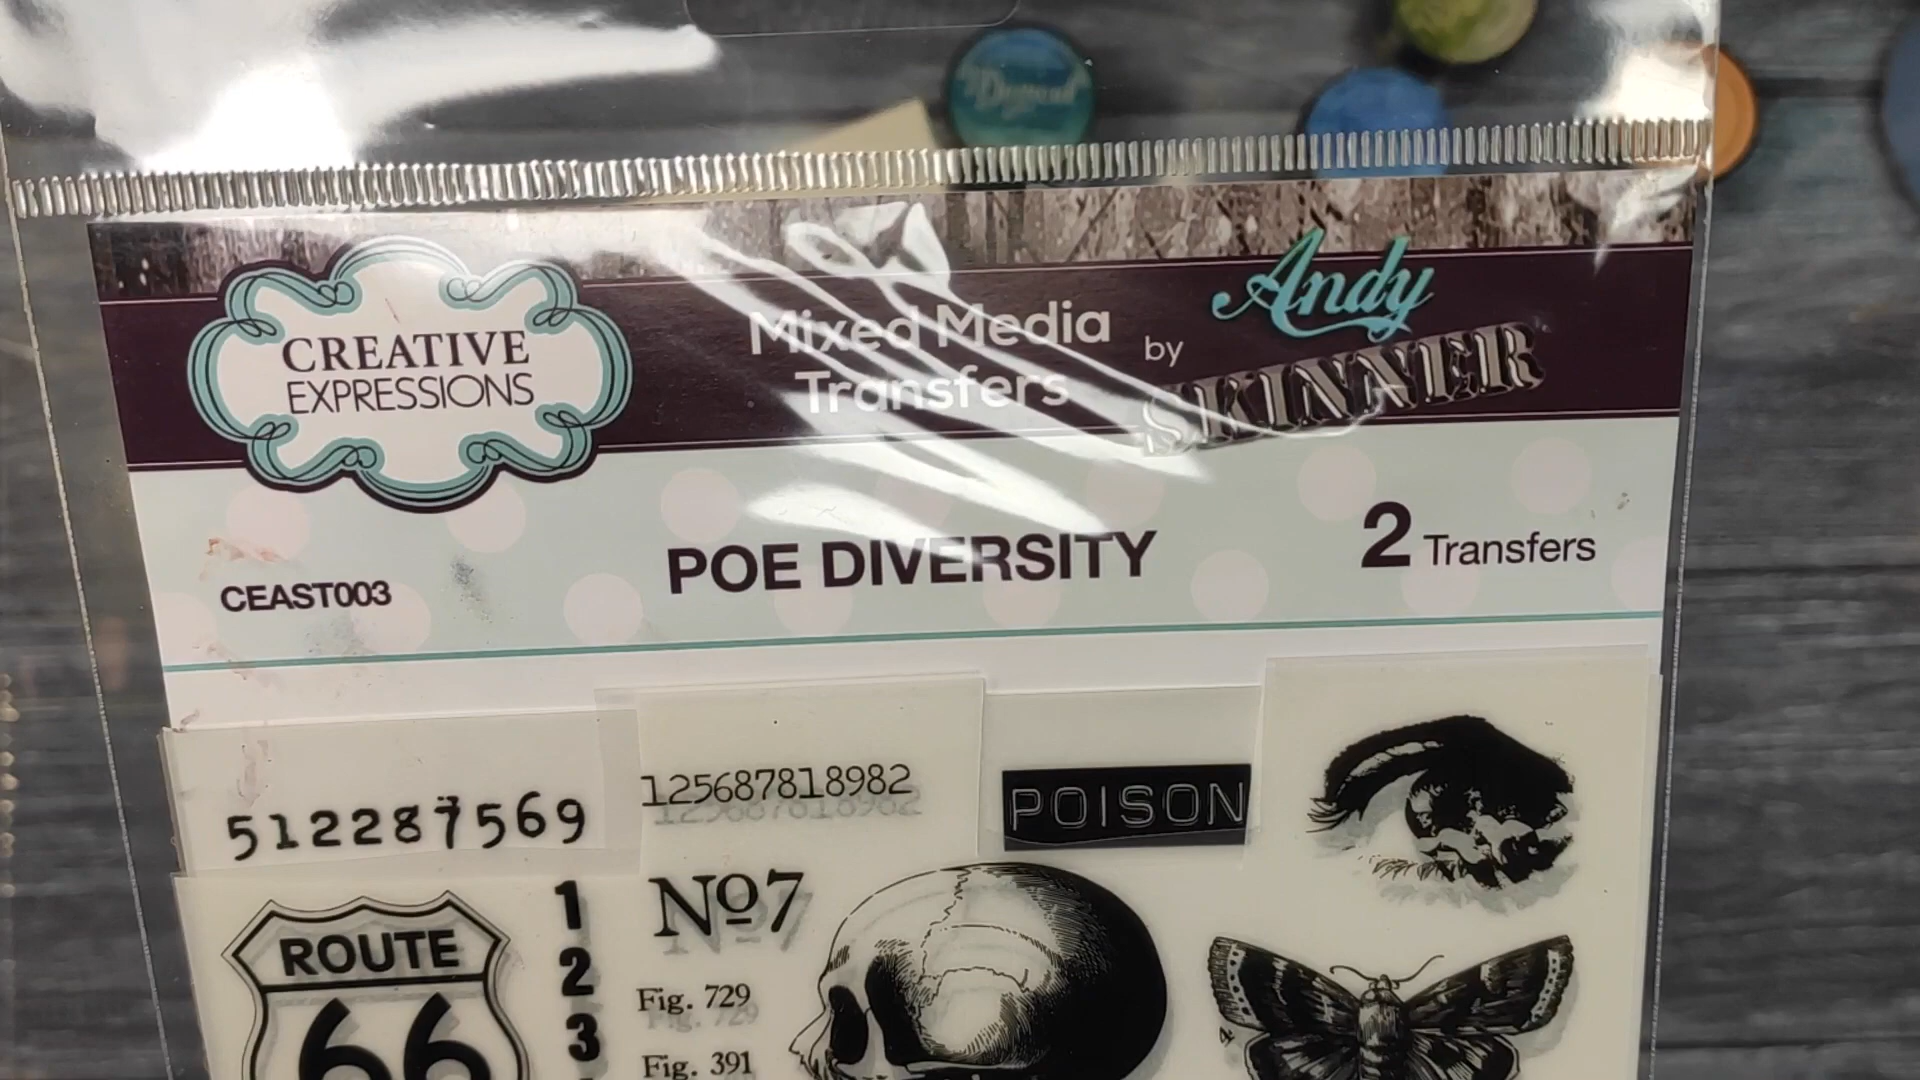 CREATIVE
EXPRESSIONS
Mixed Media
Transfers
by
Andy
SKINNER
CEAST003
POE DIVERSITY
2 Transfers
512287569
125687818982
POISON
ROUTE
66
1
2
3
Nº7
Fig. 729
Fig. 391